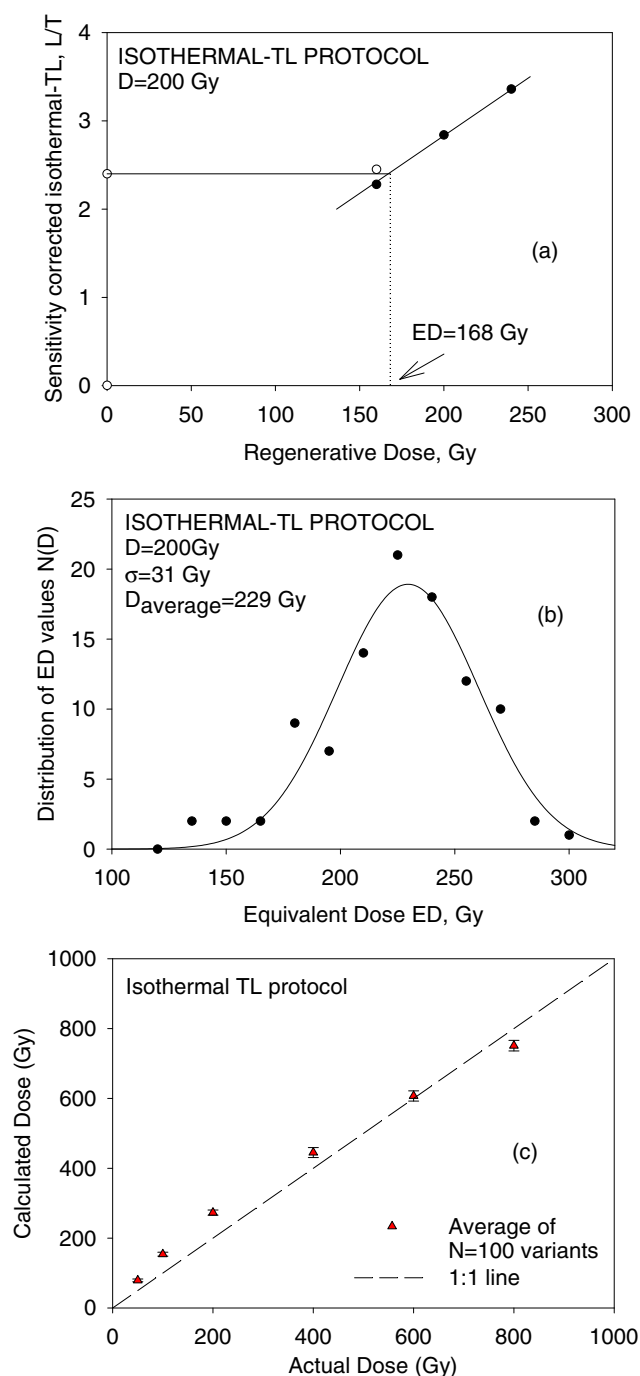 Sensitivity corrected isothermal-TL, L/T
4
3
2
1
0
ISOTHERMAL-TL PROTOCOL
D=200 Gy
(a)
ED=168 Gy
0 50 100 150 200 250 300
Regenerative Dose, Gy
Distribution of ED values N(D)
25
20
15
10
5
0
ISOTHERMAL-TL PROTOCOL
D=200Gy
σ=31 Gy
Daverage=229 Gy
(b)
100 150 200 250 300
Equivalent Dose ED, Gy
Calculated Dose (Gy)
1000
800
600
400
200
0
Isothermal TL protocol
(c)
Average of
N=100 variants
1:1 line
0 200 400 600 800 1000
Actual Dose (Gy)